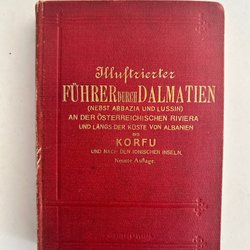 Illustrierter
FÜHRER DURCH DALMATIEN
(NEBST ABBAZIA UND LUSSIN)
AN DER ÖSTERREICHISCHEN RIVIERA
UND LÄNGS DER KÜSTE VON ALBANIEN
BIS
KORFU
UND NACH DEN IONISCHEN INSELN.
Neunte Auflage.